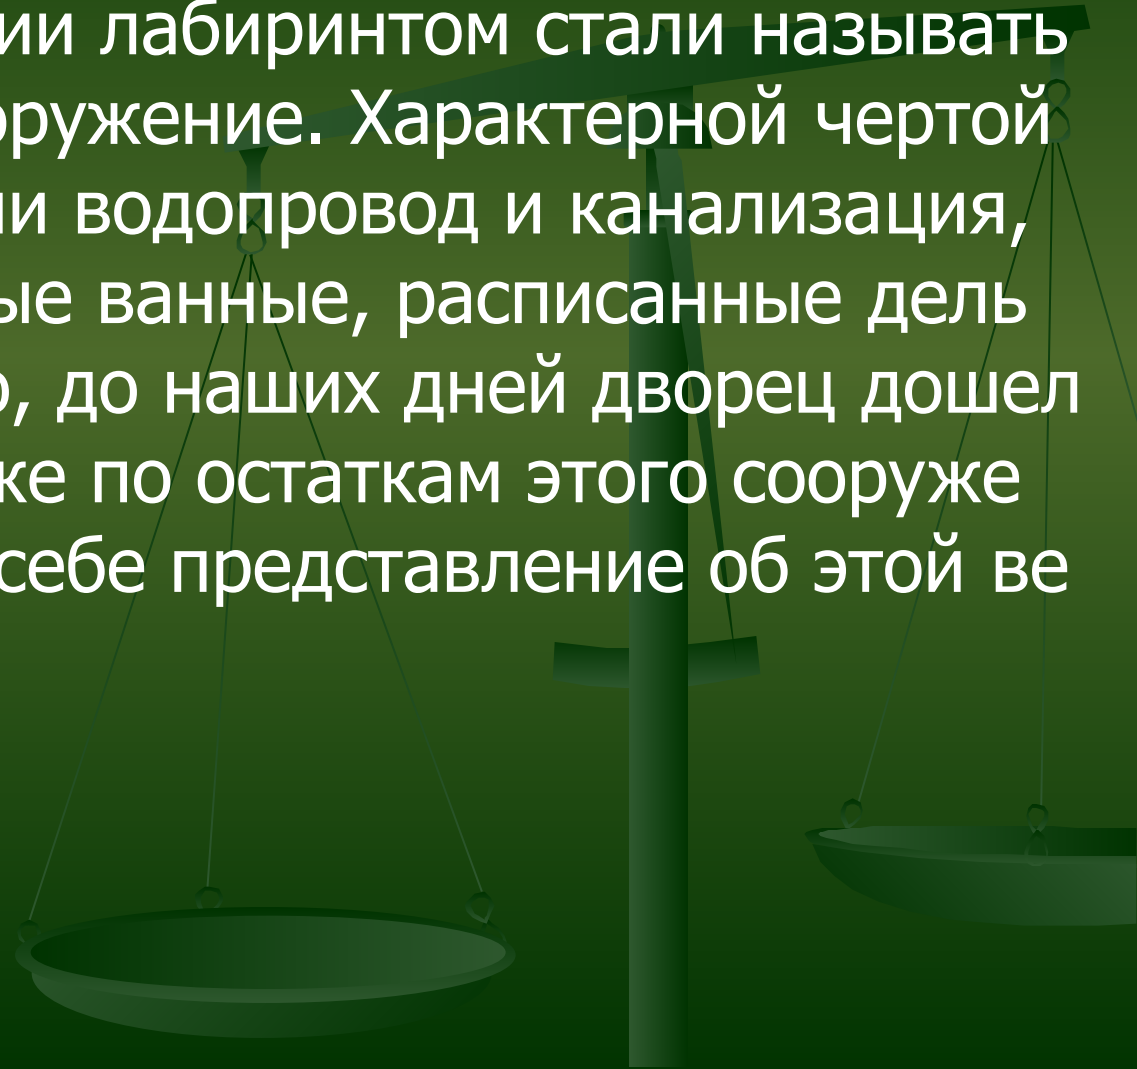 ии лабиринтом стали называть
оружение. Характерной чертой
ии водопровод и канализация,
ые ванные, расписанные дель
о, до наших дней дворец дошел
же по остаткам этого сооруже
себе представление об этой ве